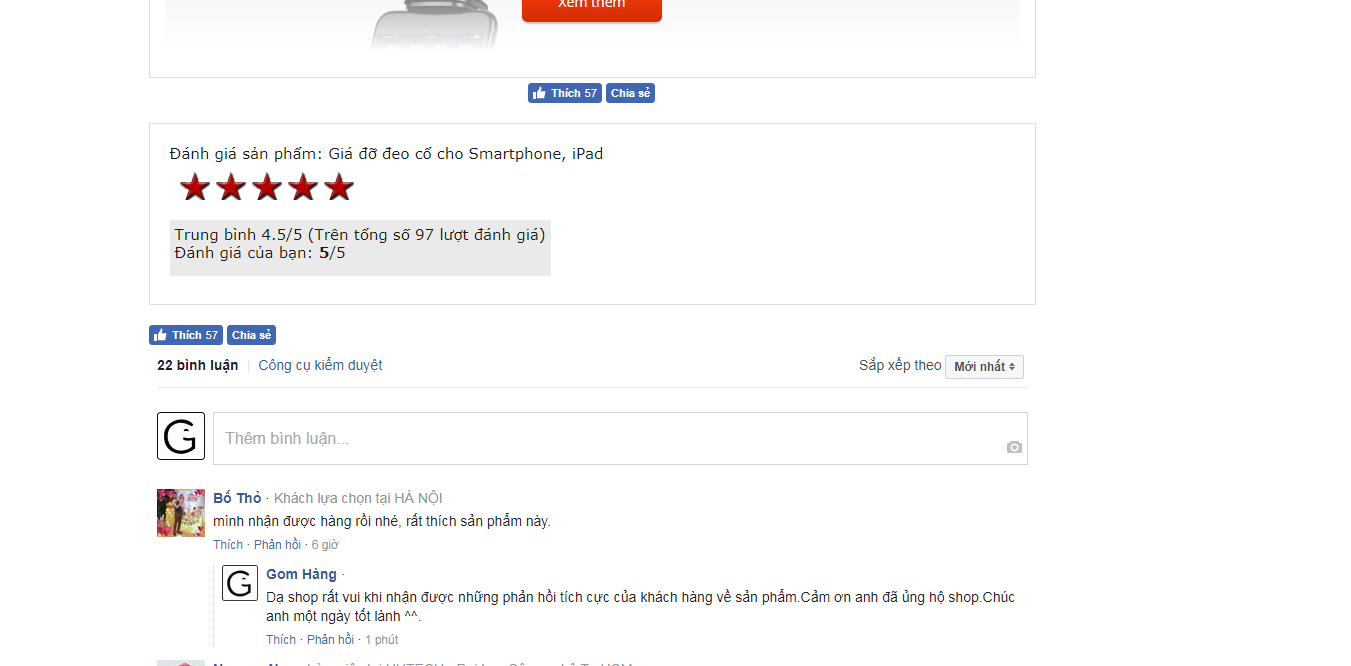 Xem thêm
Thích 57 Chia sẻ
Đánh giá sản phẩm: Giá đỡ đeo cổ cho Smartphone, iPad
Trung bình 4.5/5 (Trên tổng số 97 lượt đánh giá)
Đánh giá của bạn: 5/5
Thích 57 Chia sẻ
22 bình luận Công cụ kiểm duyệt Sắp xếp theo Mới nhất
G Thêm bình luận...
Bố Thỏ · Khách lựa chọn tại HÀ NỘI
mình nhận được hàng rồi nhé, rất thích sản phẩm này.
Thích · Phản hồi · 6 giờ
G Gom Hàng ·
Dạ shop rất vui khi nhận được những phản hồi tích cực của khách hàng về sản phẩm.Cảm ơn anh đã ủng hộ shop.Chúc
anh một ngày tốt lành ^^.
Thích · Phản hồi · 1 phút